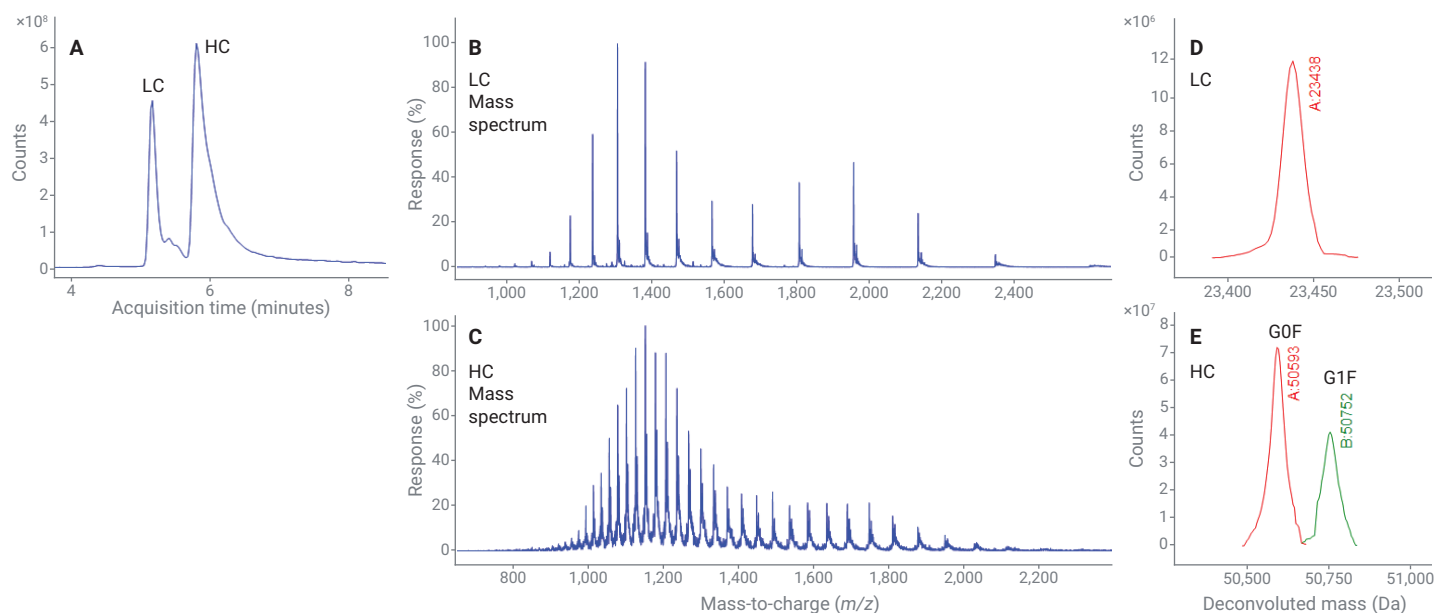 ×10⁸
A
LC
HC
6
5
4
3
2
1
0
Counts
4
6
8
Acquisition time (minutes)
B
LC
Mass
spectrum
Response (%)
100
80
60
40
20
0
1,000
1,200
1,400
1,600
1,800
2,000
2,200
2,400
C
HC
Mass
spectrum
Response (%)
100
80
60
40
20
0
800
1,000
1,200
1,400
1,600
1,800
2,000
2,200
Mass-to-charge (m/z)
×10⁶
D
LC
A:23438
12
10
8
6
4
2
0
Counts
23,400
23,450
23,500
×10⁷
E
HC
G0F
A:50593
G1F
B:50752
8
7
6
5
4
3
2
1
0
Counts
50,500
50,750
51,000
Deconvoluted mass (Da)